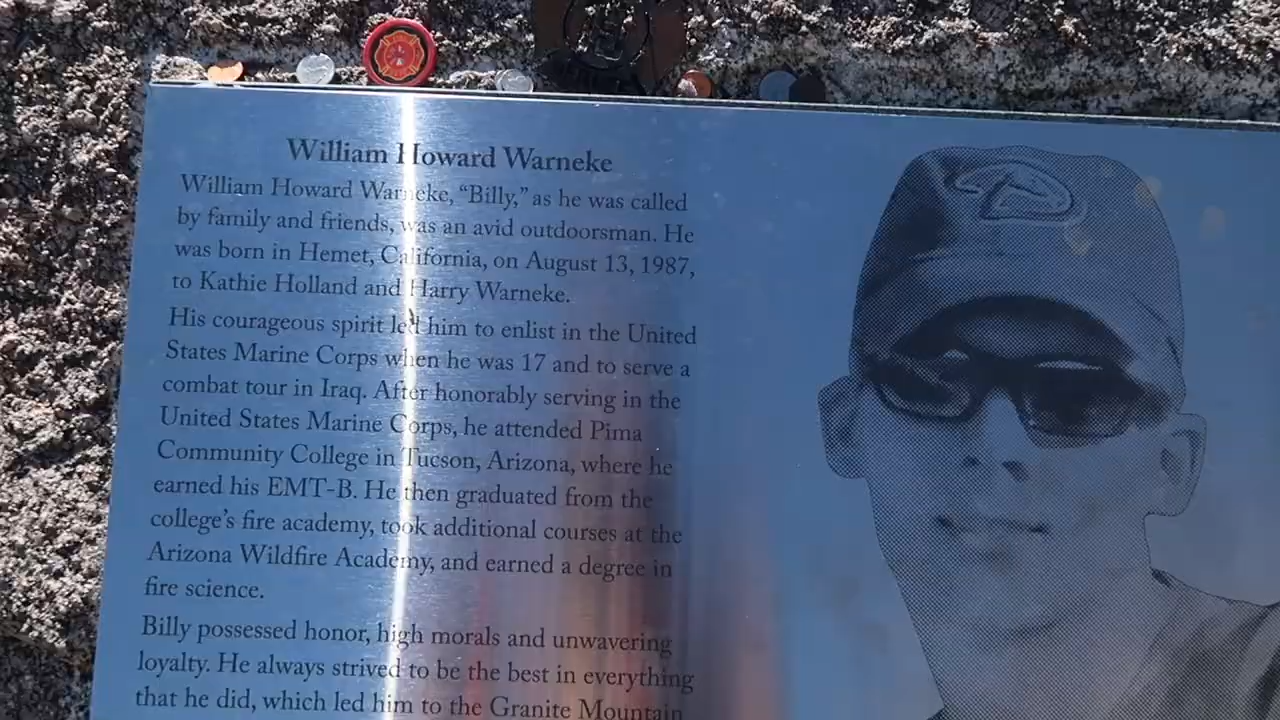 William Howard Warneke
William Howard Warneke, “Billy,” as he was called
by family and friends, was an avid outdoorsman. He
was born in Hemet, California, on August 13, 1987,
to Kathie Holland and Harry Warneke.
His courageous spirit led him to enlist in the United
States Marine Corps when he was 17 and to serve a
combat tour in Iraq. After honorably serving in the
United States Marine Corps, he attended Pima
Community College in Tucson, Arizona, where he
earned his EMT-B. He then graduated from the
college’s fire academy, took additional courses at the
Arizona Wildfire Academy, and earned a degree in
fire science.
Billy possessed honor, high morals and unwavering
loyalty. He always strived to be the best in everything
that he did, which led him to the Granite Mountain